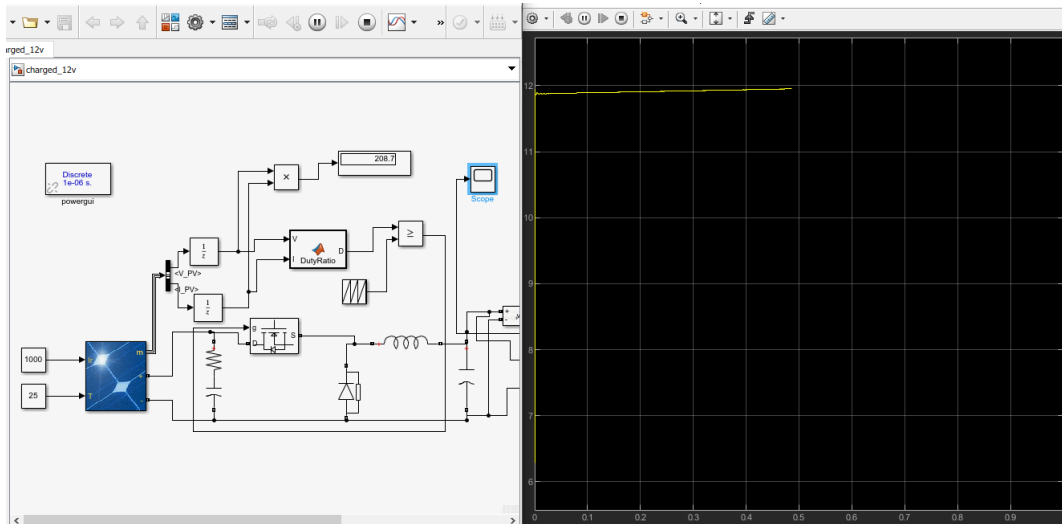 rged_12v
charged_12v
Discrete
1e-06 s.
powergui
×
208.7
Scope
1
z
<V_PV>
V
I
D
DutyRatio
≥
<I_PV>
1
z
g
D
S
+
-
1000
25
Ir
T
m
+
-
12
11
10
9
8
7
6
0
0.1
0.2
0.3
0.4
0.5
0.6
0.7
0.8
0.9